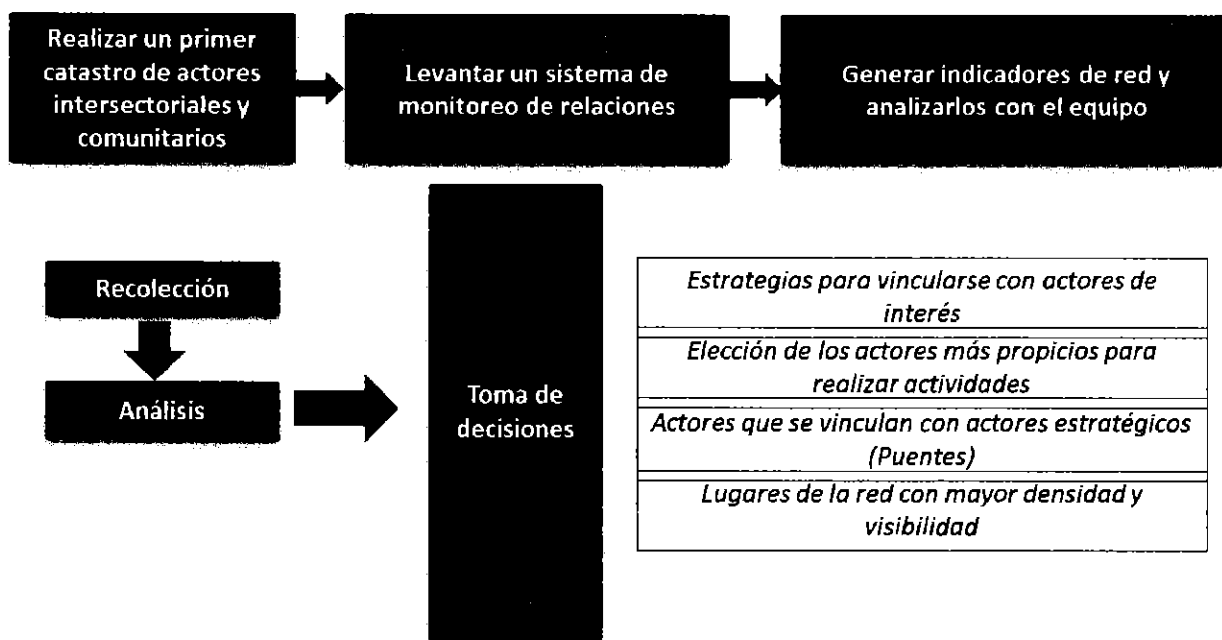 Realizar un primer
catastro de actores
intersectoriales y
comunitarios
Levantar un sistema de
monitoreo de relaciones
Generar indicadores de red y
analizarlos con el equipo
Recolección
Análisis
Toma de
decisiones
Estrategias para vincularse con actores de
interés
Elección de los actores más propicios para
realizar actividades
Actores que se vinculan con actores estratégicos
(Puentes)
Lugares de la red con mayor densidad y
visibilidad